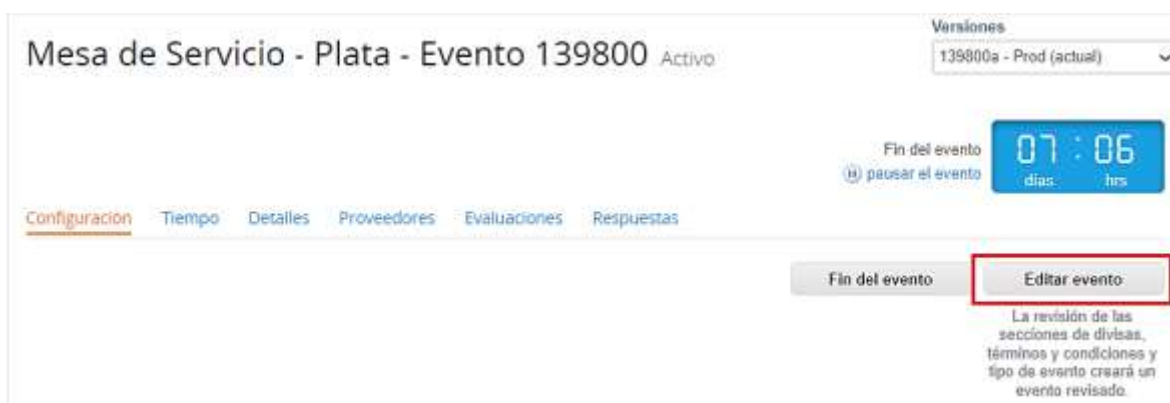 Versiones
Mesa de Servicio - Plata - Evento 139800 Activo
139800a - Prod (actual)
Fin del evento
pausar el evento
07 : 06
días hrs
Configuración Tiempo Detalles Proveedores Evaluaciones Respuestas
Fin del evento
Editar evento
La revisión de las
secciones de divisas,
términos y condiciones y
tipo de evento creará un
evento revisado.